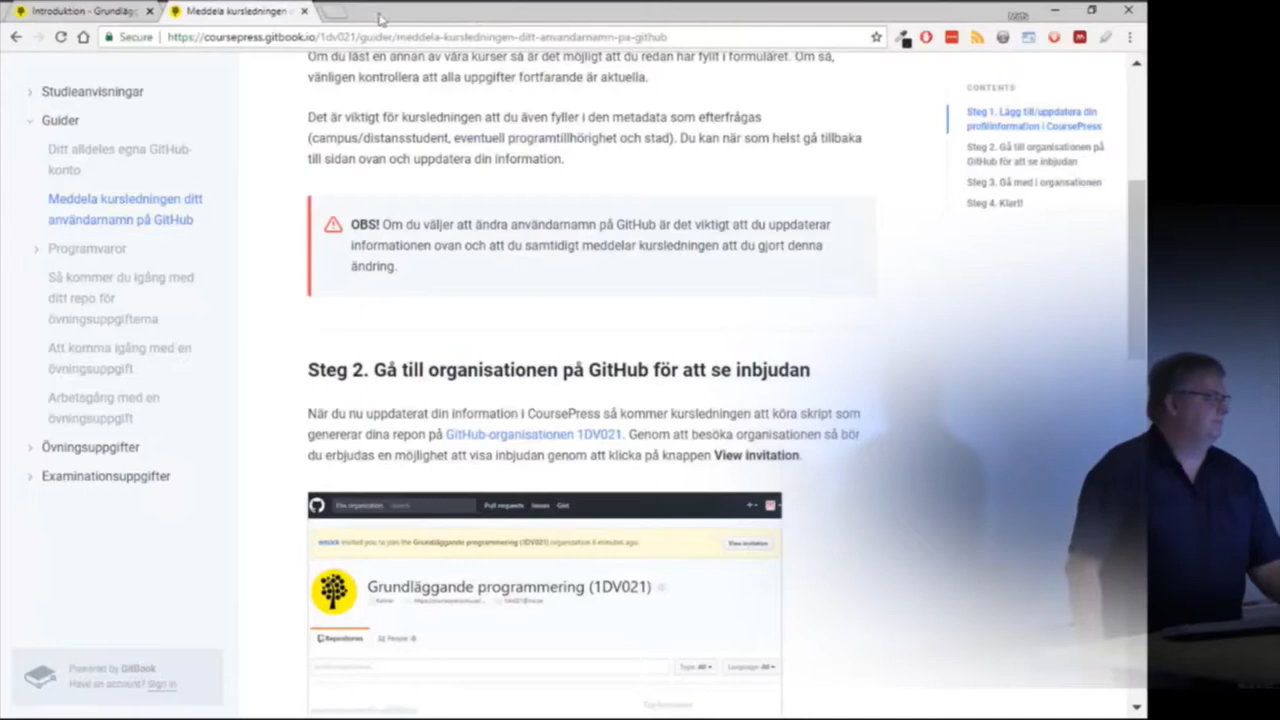 Introduktion - Grundläg
Meddela kursledningen
Secure
https://coursepress.gitbook.io/1dv021/guider/meddela-kursledningen-ditt-anvandarnamn-pa-github
Studieanvisningar
Guider
Ditt alldeles egna GitHub-
konto
Meddela kursledningen ditt
användarnamn på GitHub
Programvaror
Så kommer du igång med
ditt repo för
övningsuppgifterna
Att komma igång med en
övningsuppgift
Arbetsgång med en
övningsuppgift
Övningsuppgifter
Examinationsuppgifter
Powered by GitBook
Have an account? Sign in
Om du läst en annan av våra kurser så är det möjligt att du redan har fyllt i formuläret. Om så,
vänligen kontrollera att alla uppgifter fortfarande är aktuella.
Det är viktigt för kursledningen att du även fyller i den metadata som efterfrågas
(campus/distansstudent, eventuell programtillhörighet och stad). Du kan när som helst gå tillbaka
till sidan ovan och uppdatera din information.
OBS! Om du väljer att ändra användarnamn på GitHub är det viktigt att du uppdaterar
informationen ovan och att du samtidigt meddelar kursledningen att du gjort denna
ändring.
Steg 2. Gå till organisationen på GitHub för att se inbjudan
När du nu uppdaterat din information i CoursePress så kommer kursledningen att köra skript som
genererar dina repon på GitHub-organisationen 1DV021. Genom att besöka organisationen så bör
du erbjudas en möjlighet att visa inbjudan genom att klicka på knappen View invitation.
This organization Search Pull requests Issues Gist
invited you to join the Grundläggande programmering (1DV021) organization 6 minutes ago.
View invitation
Grundläggande programmering (1DV021)
Repositories People
Type: All Language: All
CONTENTS
Steg 1. Lägg till/uppdatera din
profilinformation i CoursePress
Steg 2. Gå till organisationen på
GitHub för att se inbjudan
Steg 3. Gå med i organsationen
Steg 4. Klart!